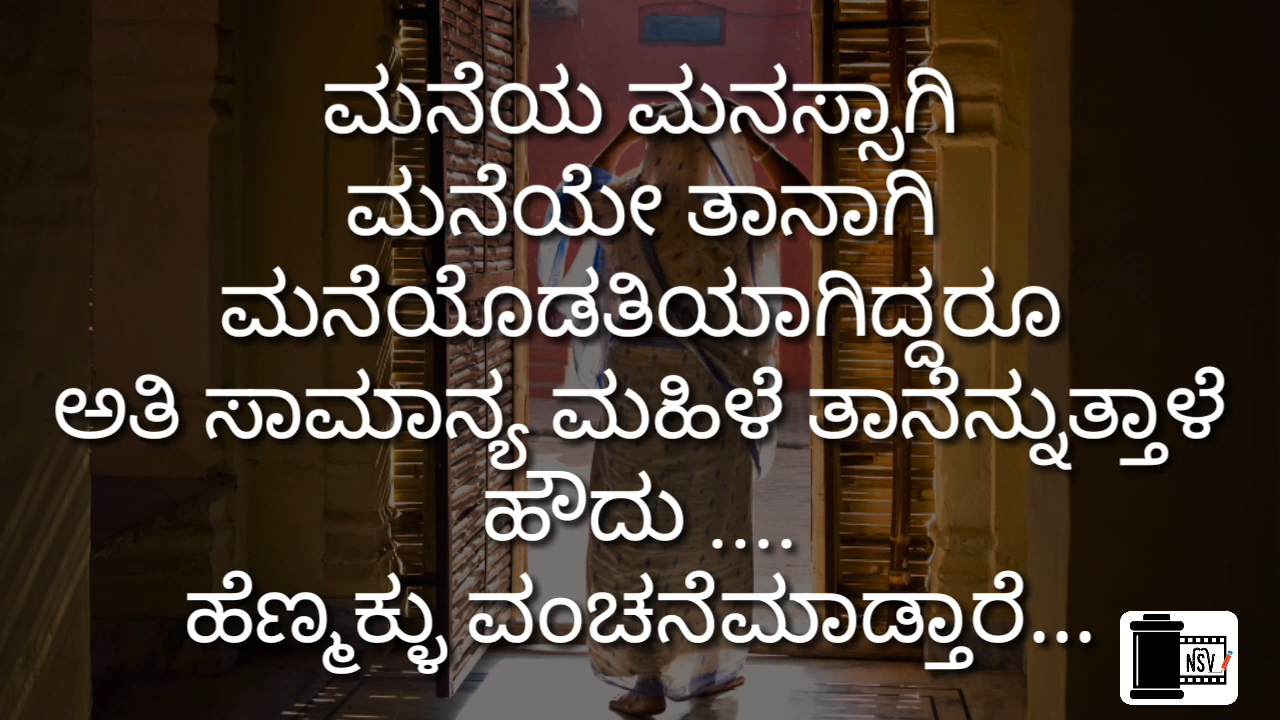 ಮನೆಯ ಮನಸ್ಸಾಗಿ
ಮನೆಯೇ ತಾನಾಗಿ
ಮನೆಯೊಡತಿಯಾಗಿದ್ದರೂ
ಅತಿ ಸಾಮಾನ್ಯ ಮಹಿಳೆ ತಾನೆನ್ನುತ್ತಾಳೆ
ಹೌದು ....
ಹೆಣ್ಮಕ್ಳು ವಂಚನೆಮಾಡ್ತಾರೆ...
NSV